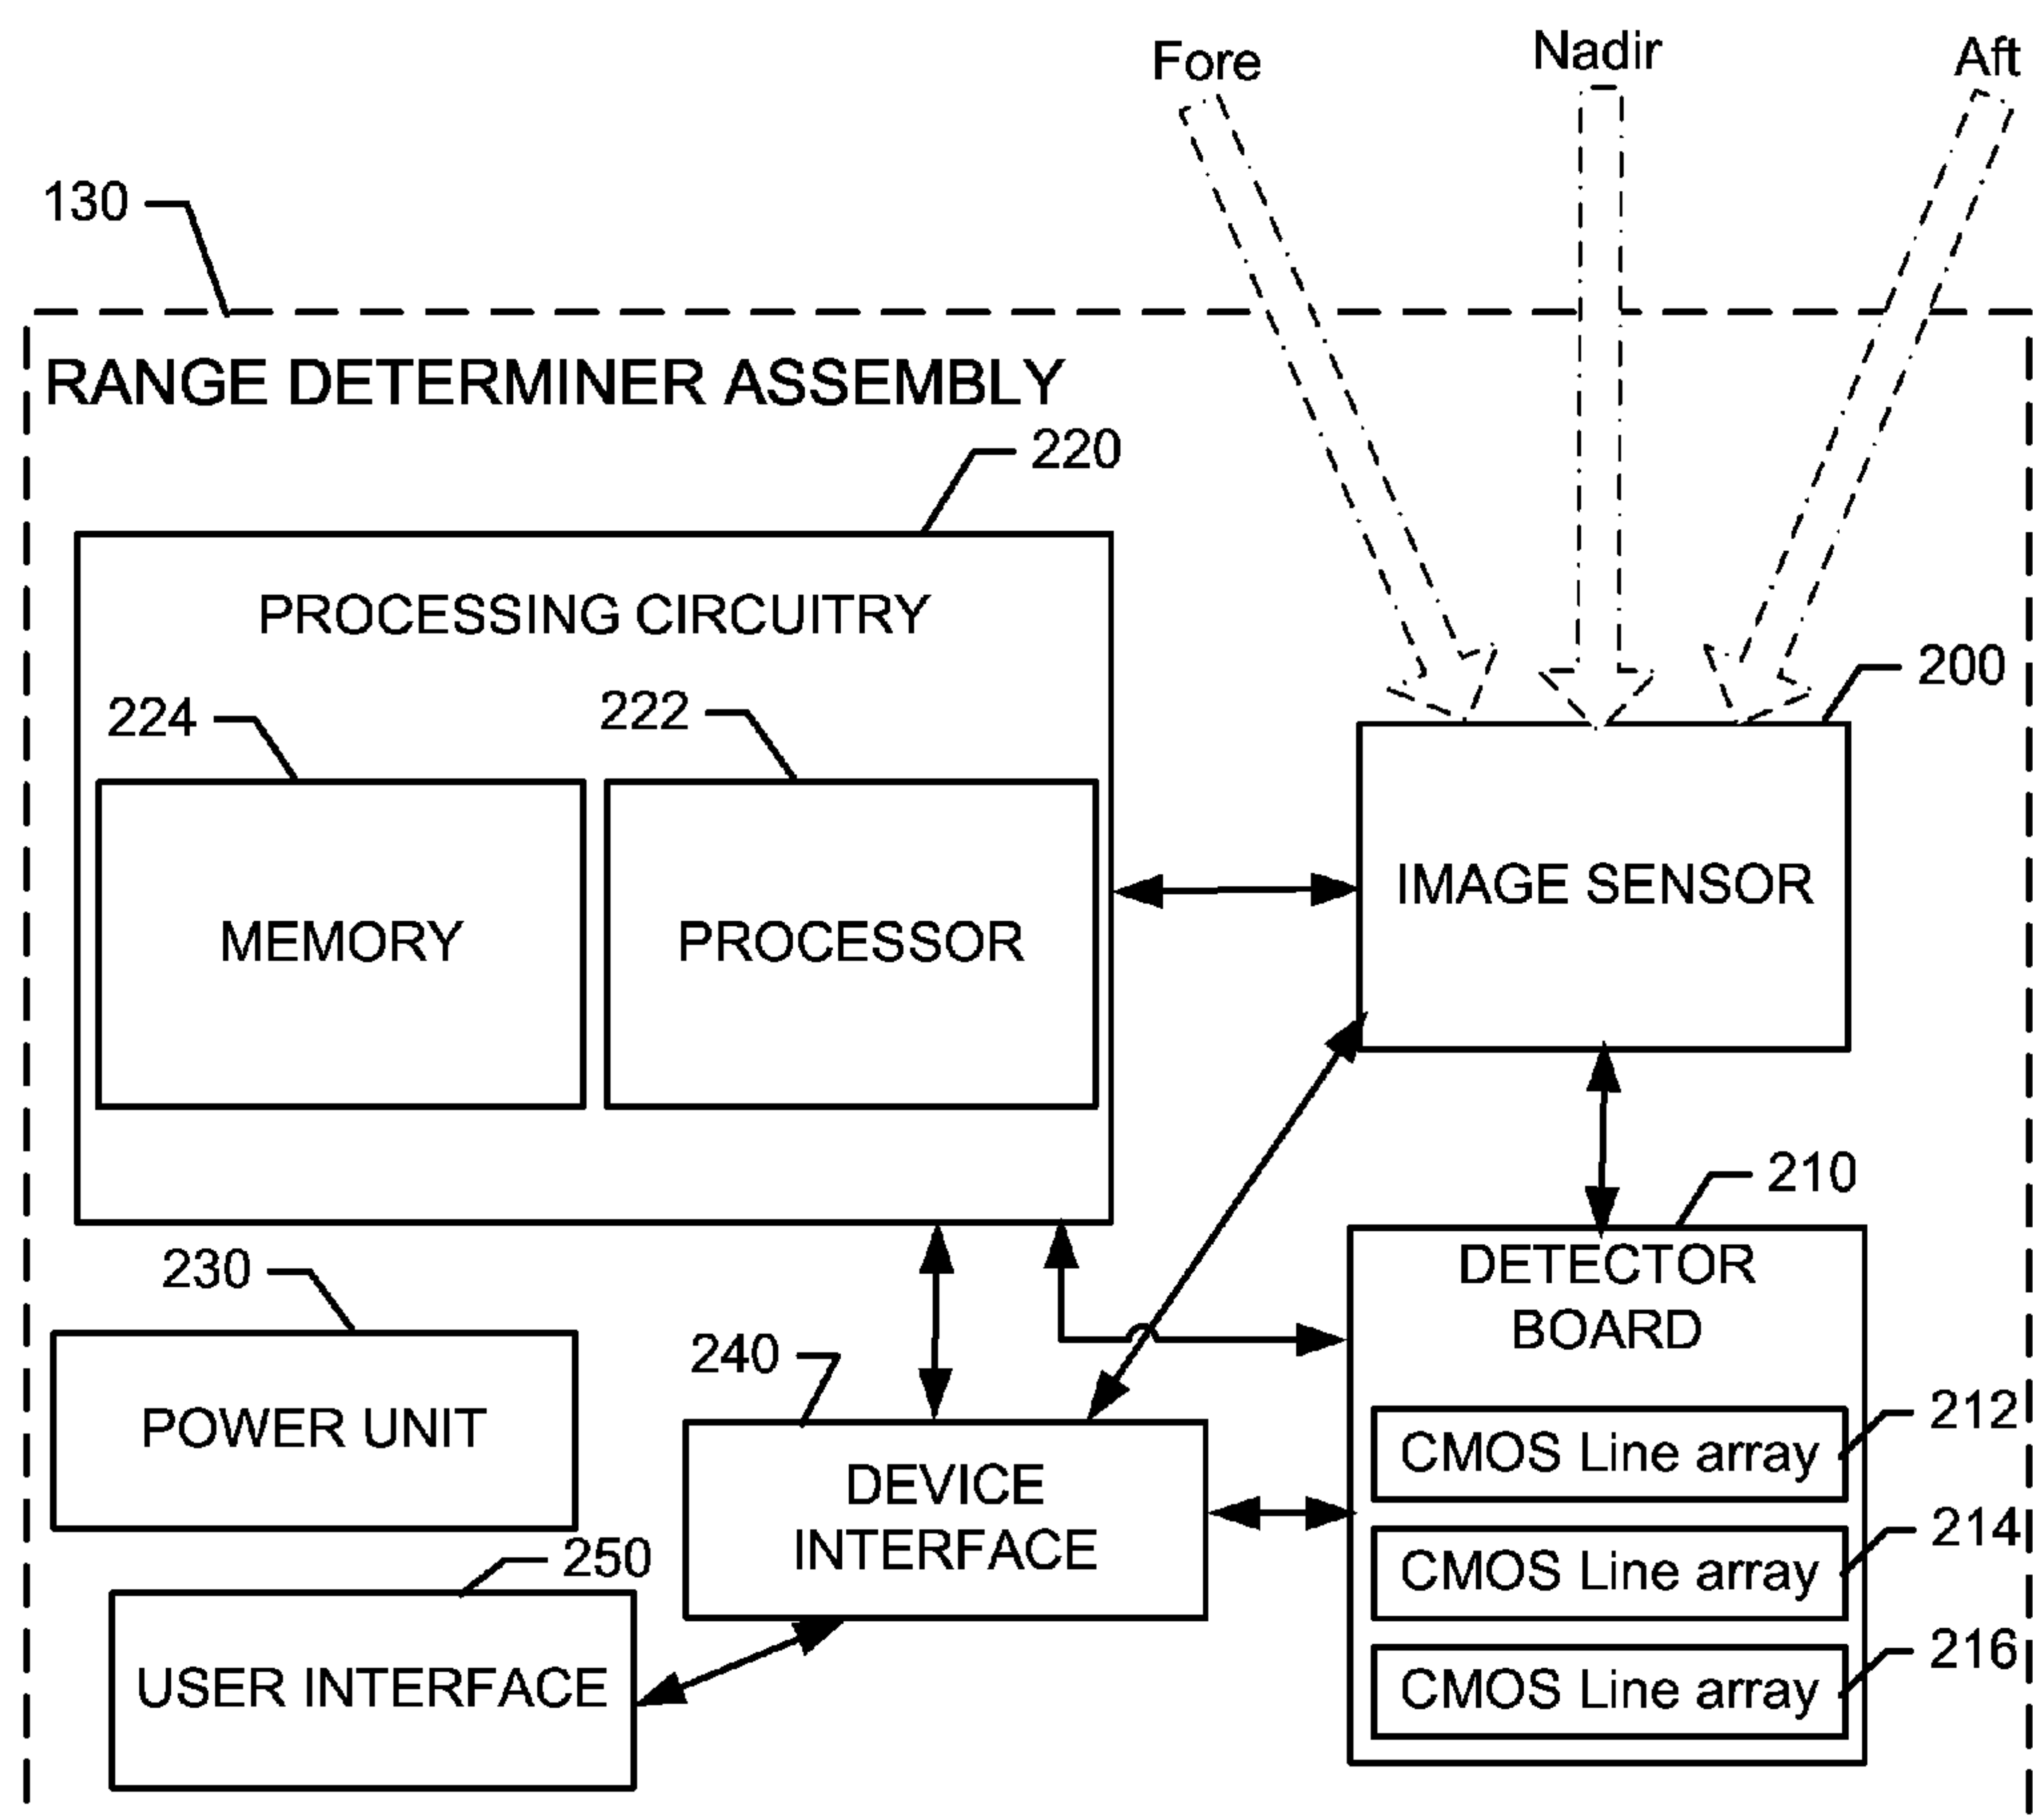 Fore
Nadir
Aft
130
RANGE DETERMINER ASSEMBLY
220
PROCESSING CIRCUITRY
224
222
200
MEMORY
PROCESSOR
IMAGE SENSOR
210
DETECTOR
BOARD
230
240
POWER UNIT
212
CMOS Line array
DEVICE
INTERFACE
214
CMOS Line array
250
216
USER INTERFACE
CMOS Line array